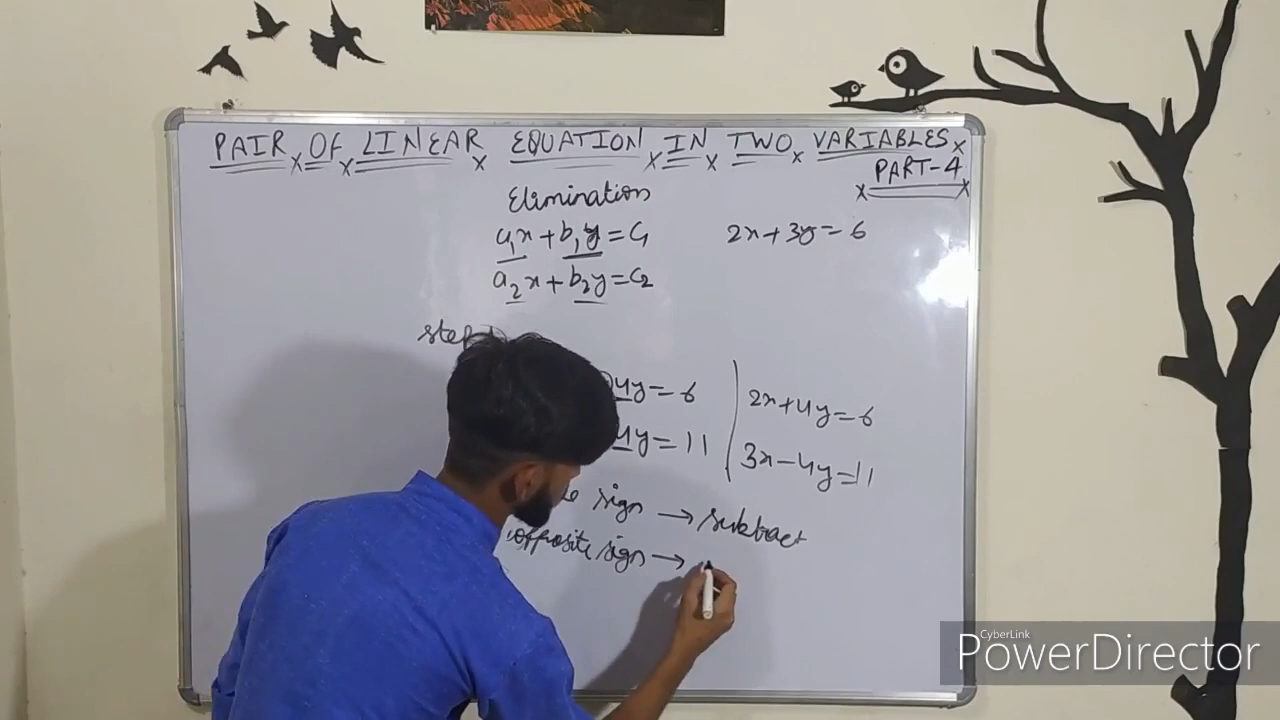 PAIR OF LINEAR EQUATION IN TWO VARIABLES
PART-4
Elimination
a₁x + b₁y = C₁
2x + 3y = 6
a₂x + b₂y = C₂
step
4y = 6
2x + 4y = 6
4y = 11
3x - 4y = 11
sign → subtract
opposite sign →
CyberLink
PowerDirector